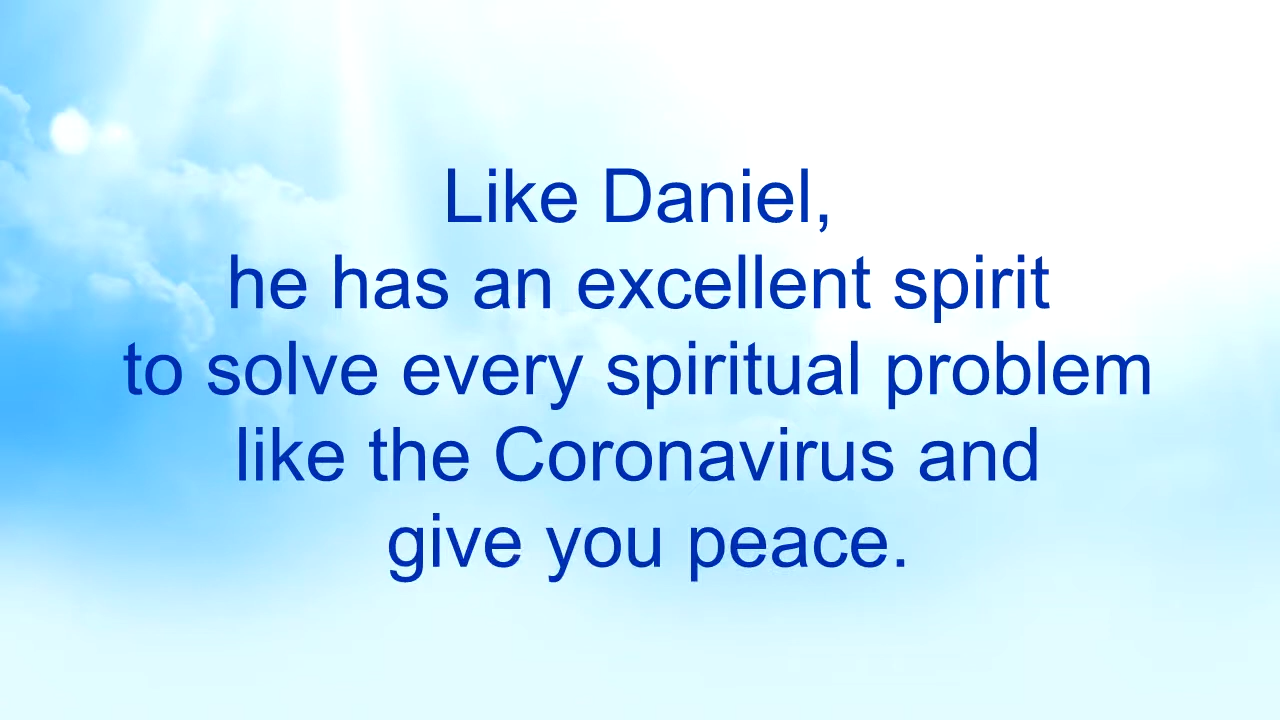 Like Daniel,
he has an excellent spirit
to solve every spiritual problem
like the Coronavirus and
give you peace.